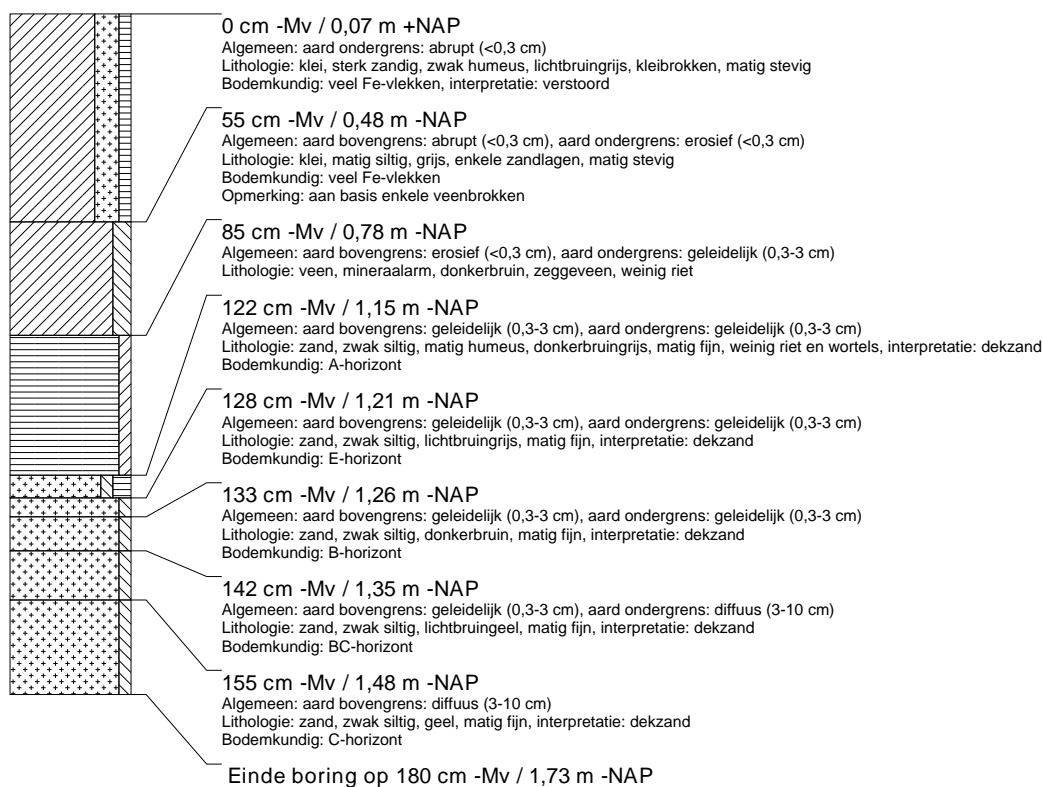 0 cm -Mv / 0,07 m +NAP
Algemeen: aard ondergrens: abrupt (<0,3 cm)
Lithologie: klei, sterk zandig, zwak humeus, lichtbruingrijs, kleibrokken, matig stevig
Bodemkundig: veel Fe-vlekken, interpretatie: verstoord
55 cm -Mv / 0,48 m -NAP
Algemeen: aard bovengrens: abrupt (<0,3 cm), aard ondergrens: erosief (<0,3 cm)
Lithologie: klei, matig siltig, grijs, enkele zandlagen, matig stevig
Bodemkundig: veel Fe-vlekken
Opmerking: aan basis enkele veenbrokken
85 cm -Mv / 0,78 m -NAP
Algemeen: aard bovengrens: erosief (<0,3 cm), aard ondergrens: geleidelijk (0,3-3 cm)
Lithologie: veen, mineraalarm, donkerbruin, zeggeveen, weinig riet
122 cm -Mv / 1,15 m -NAP
Algemeen: aard bovengrens: geleidelijk (0,3-3 cm), aard ondergrens: geleidelijk (0,3-3 cm)
Lithologie: zand, zwak siltig, matig humeus, donkerbruingrijs, matig fijn, weinig riet en wortels, interpretatie: dekzand
Bodemkundig: A-horizont
128 cm -Mv / 1,21 m -NAP
Algemeen: aard bovengrens: geleidelijk (0,3-3 cm), aard ondergrens: geleidelijk (0,3-3 cm)
Lithologie: zand, zwak siltig, lichtbruingrijs, matig fijn, interpretatie: dekzand
Bodemkundig: E-horizont
133 cm -Mv / 1,26 m -NAP
Algemeen: aard bovengrens: geleidelijk (0,3-3 cm), aard ondergrens: geleidelijk (0,3-3 cm)
Lithologie: zand, zwak siltig, donkerbruin, matig fijn, interpretatie: dekzand
Bodemkundig: B-horizont
142 cm -Mv / 1,35 m -NAP
Algemeen: aard bovengrens: geleidelijk (0,3-3 cm), aard ondergrens: diffuus (3-10 cm)
Lithologie: zand, zwak siltig, lichtbruingeel, matig fijn, interpretatie: dekzand
Bodemkundig: BC-horizont
155 cm -Mv / 1,48 m -NAP
Algemeen: aard bovengrens: diffuus (3-10 cm)
Lithologie: zand, zwak siltig, geel, matig fijn, interpretatie: dekzand
Bodemkundig: C-horizont
Einde boring op 180 cm -Mv / 1,73 m -NAP